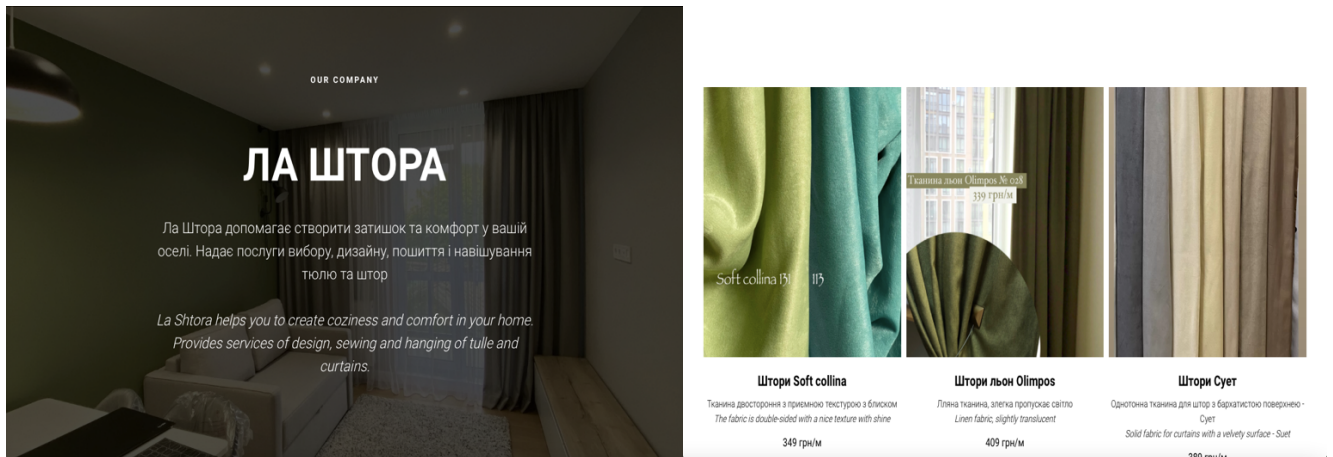 OUR COMPANY
ЛА ШТОРА
Ла Штора допомагає створити затишок та комфорт у вашій
оселі. Надає послуги вибору, дизайну, пошиття і навішування
тюлю та штор
La Shtora helps you to create coziness and comfort in your home.
Provides services of design, sewing and hanging of tulle and
curtains.
Soft collina 131
113
Тканина льон Olimpos № 028
339 грн/м
Штори Soft collina
Тканина двостороння з приємною текстурою з блиском
The fabric is double-sided with a nice texture with shine
349 грн/м
Штори льон Olimpos
Лляна тканина, злегка пропускає світло
Linen fabric, slightly translucent
409 грн/м
Штори Сует
Однотонна тканина для штор з бархатистою поверхнею -
Сует
Solid fabric for curtains with a velvety surface - Suet